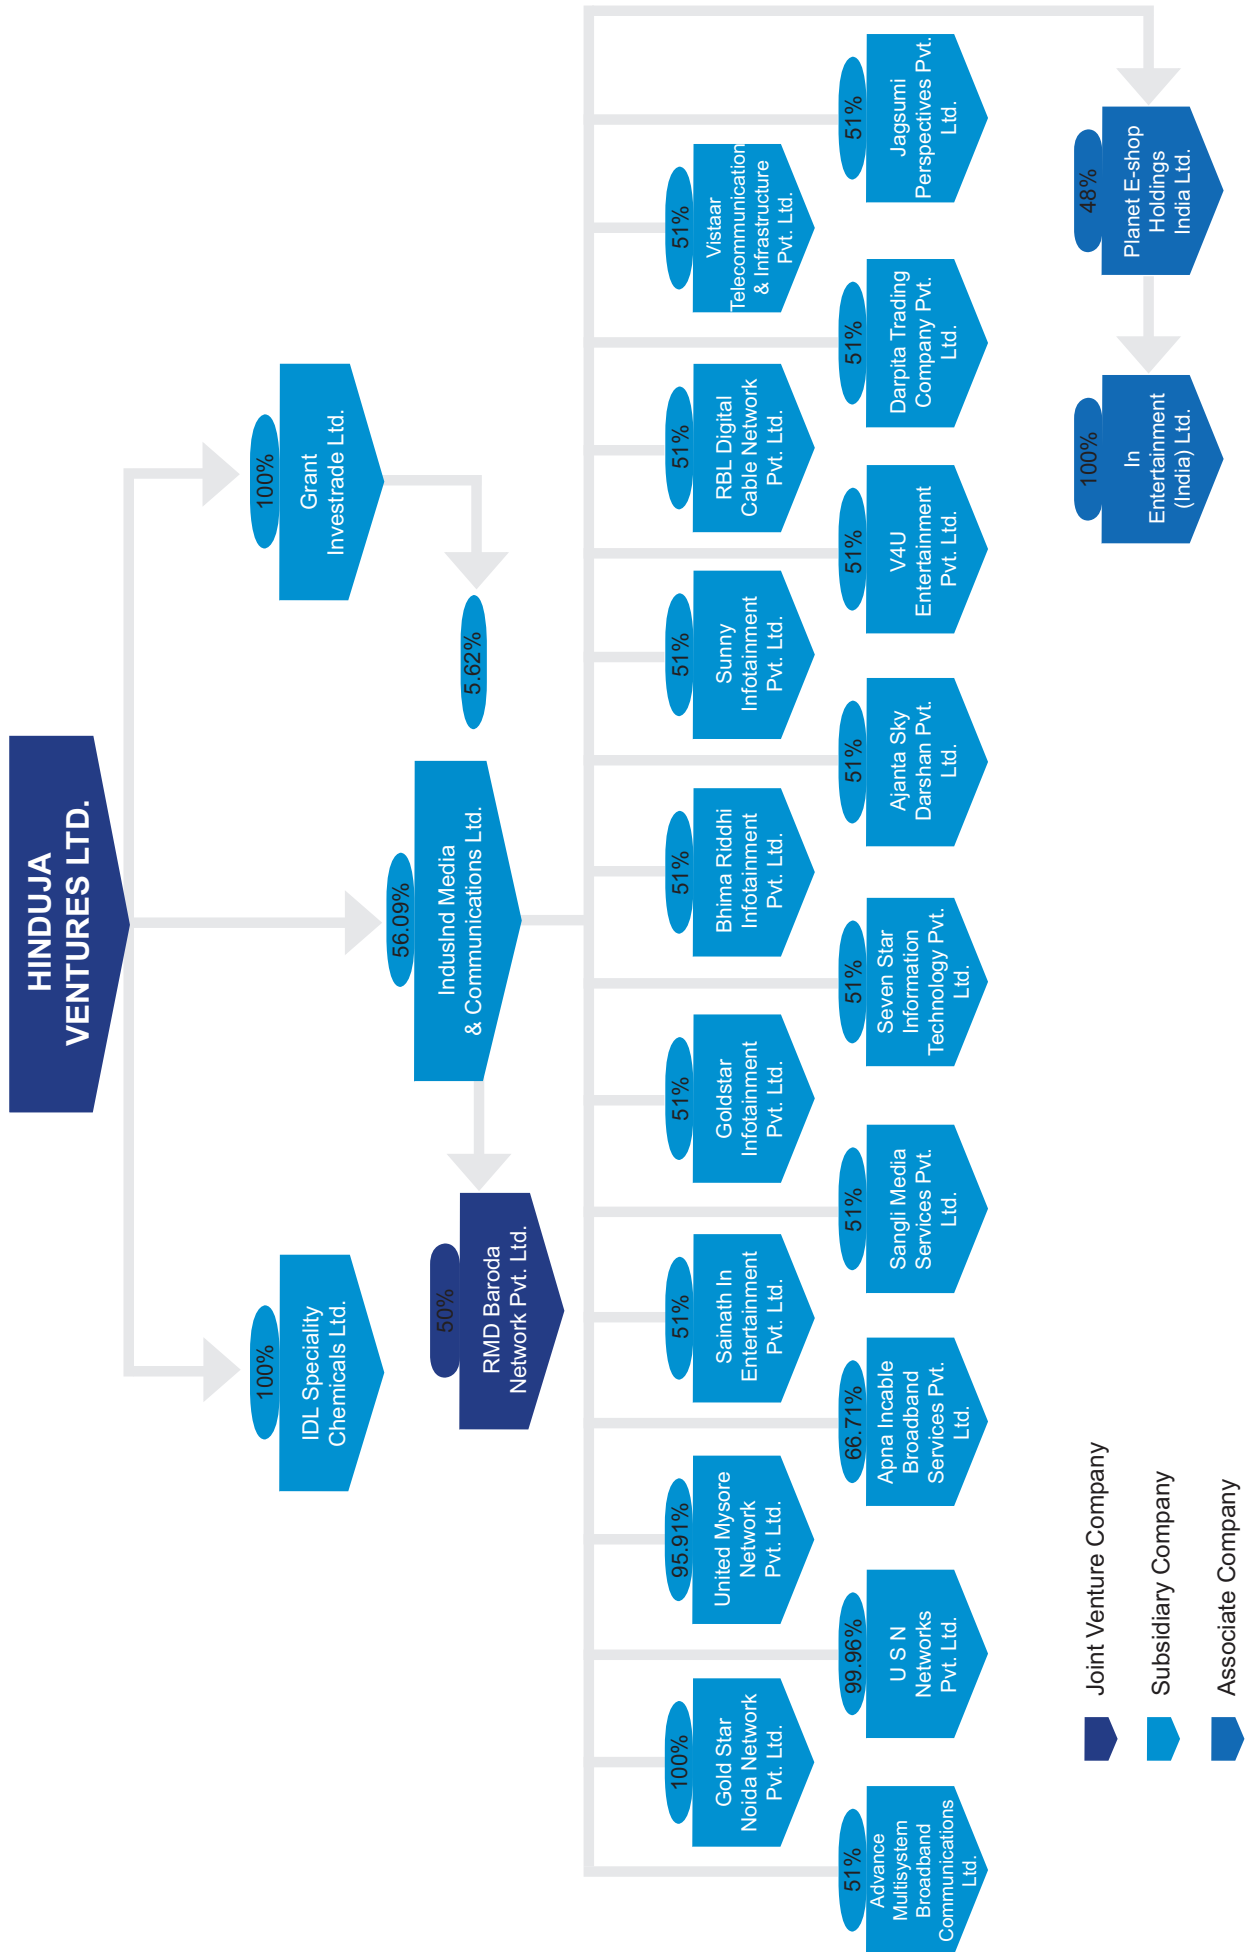 HINDUJA
VENTURES LTD.
100%
IDL Speciality
Chemicals Ltd.
100%
Grant
Investrade Ltd.
56.09%
IndusInd Media
& Communications Ltd.
5.62%
50%
RMD Baroda
Network Pvt. Ltd.
100%
Gold Star
Noida Network
Pvt. Ltd.
95.91%
United Mysore
Network
Pvt. Ltd.
51%
Sainath In
Entertainment
Pvt. Ltd.
51%
Goldstar
Infotainment
Pvt. Ltd.
51%
Bhima Riddhi
Infotainment
Pvt. Ltd.
51%
Sunny
Infotainment
Pvt. Ltd.
51%
RBL Digital
Cable Network
Pvt. Ltd.
51%
Vistaar
Telecommunication
& Infrastructure
Pvt. Ltd.
51%
Advance
Multisystem
Broadband
Communications
Ltd.
99.96%
U S N
Networks
Pvt. Ltd.
66.71%
Apna Incable
Broadband
Services Pvt.
Ltd.
51%
Sangli Media
Services Pvt.
Ltd.
51%
Seven Star
Information
Technology Pvt.
Ltd.
51%
Ajanta Sky
Darshan Pvt.
Ltd.
51%
V4U
Entertainment
Pvt. Ltd.
51%
Darpita Trading
Company Pvt.
Ltd.
51%
Jagsumi
Perspectives Pvt.
Ltd.
100%
In
Entertainment
(India) Ltd.
48%
Planet E-shop
Holdings
India Ltd.
Joint Venture Company
Subsidiary Company
Associate Company